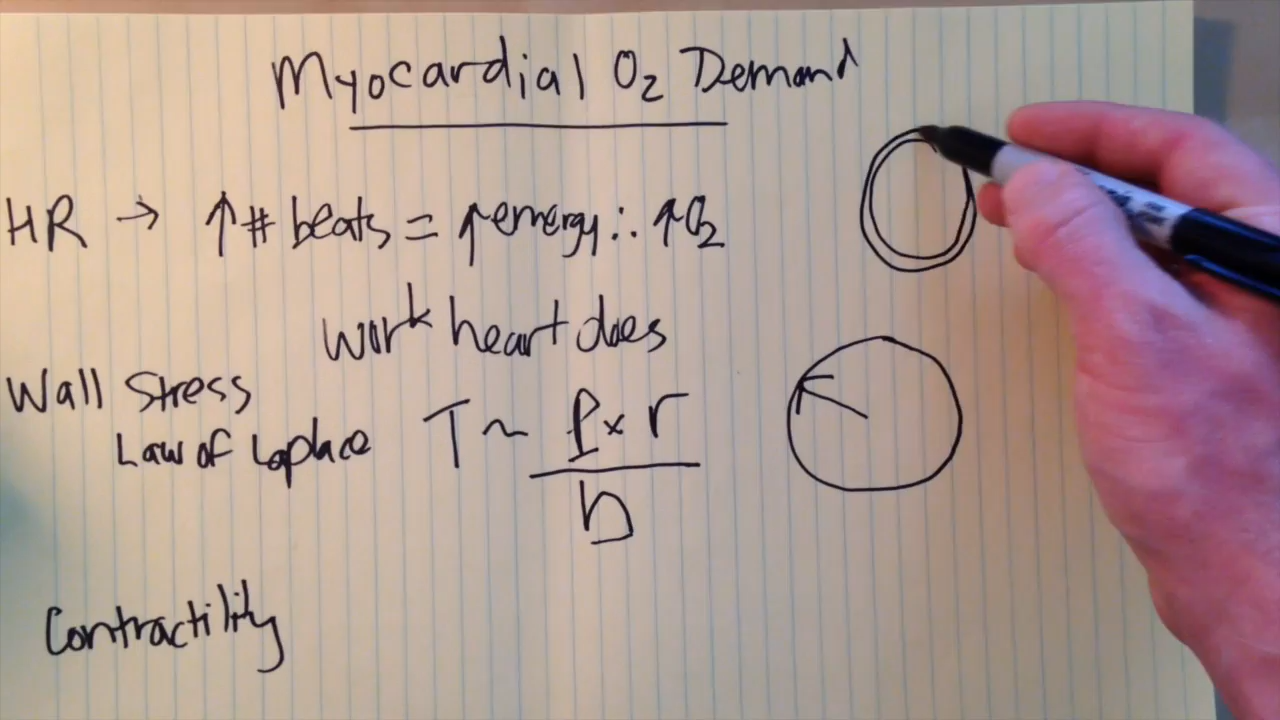 Myocardial O2 Demand
HR → ↑ # beats = ↑ energy ∴ ↑ O2
work heart does
Wall Stress
Law of Laplace T ~ P x r
h
Contractility